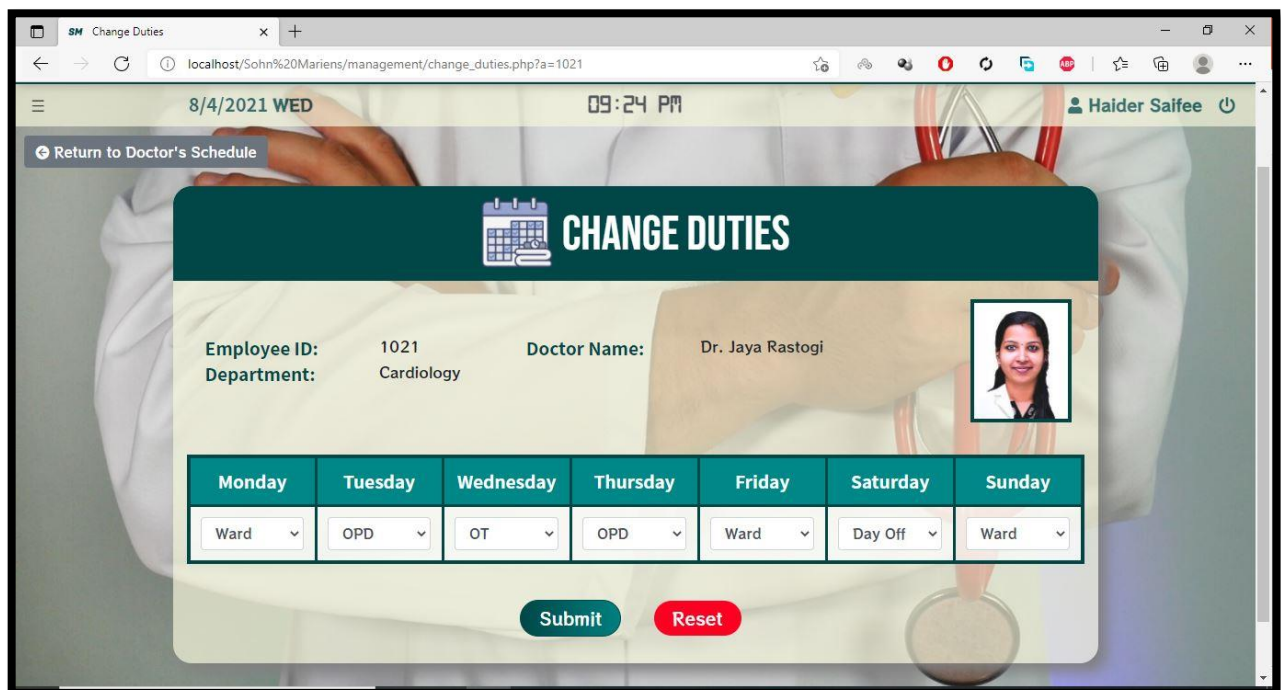 SM Change Duties
localhost/Sohn%20Mariens/management/change_duties.php?a=1021
ABP
8/4/2021 WED 09:24 PM Haider Saifee
Return to Doctor's Schedule
CHANGE DUTIES
Employee ID: 1021 Doctor Name: Dr. Jaya Rastogi
Department: Cardiology
Monday Tuesday Wednesday Thursday Friday Saturday Sunday
Ward OPD OT OPD Ward Day Off Ward
Submit Reset